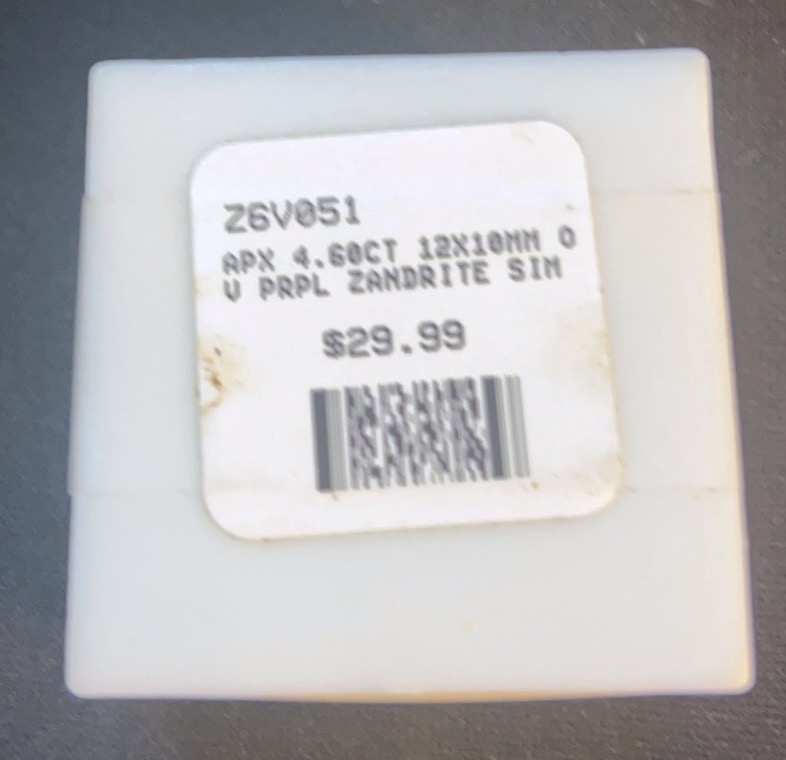 Z6V051
APX 4.60CT 12X10MM O
V PRPL ZANDRITE SIM
$29.99